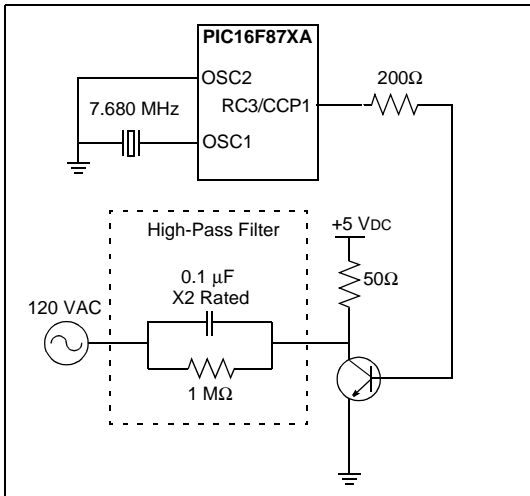 PIC16F87XA
OSC2
RC3/CCP1
200Ω
7.680 MHz
OSC1
High-Pass Filter
+5 VDC
0.1 μF
X2 Rated
50Ω
120 VAC
1 MΩ